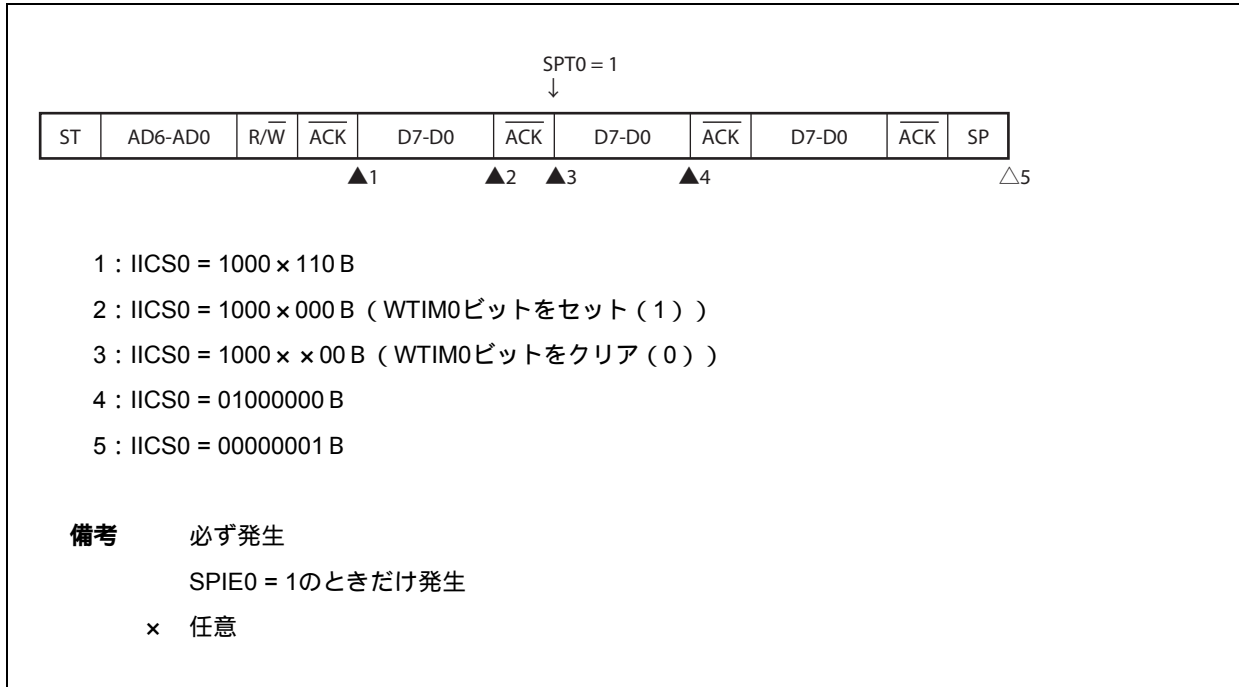 SPT0 = 1
↓
ST AD6-AD0 R/W̅ A̅C̅K̅ D7-D0 A̅C̅K̅ D7-D0 A̅C̅K̅ D7-D0 A̅C̅K̅ SP
▲1 ▲2 ▲3 ▲4 △5
1：IICS0 = 1000×110 B
2：IICS0 = 1000×000 B（WTIM0ビットをセット（1））
3：IICS0 = 1000××00 B（WTIM0ビットをクリア（0））
4：IICS0 = 01000000 B
5：IICS0 = 00000001 B
備考 必ず発生
SPIE0 = 1のときだけ発生
× 任意